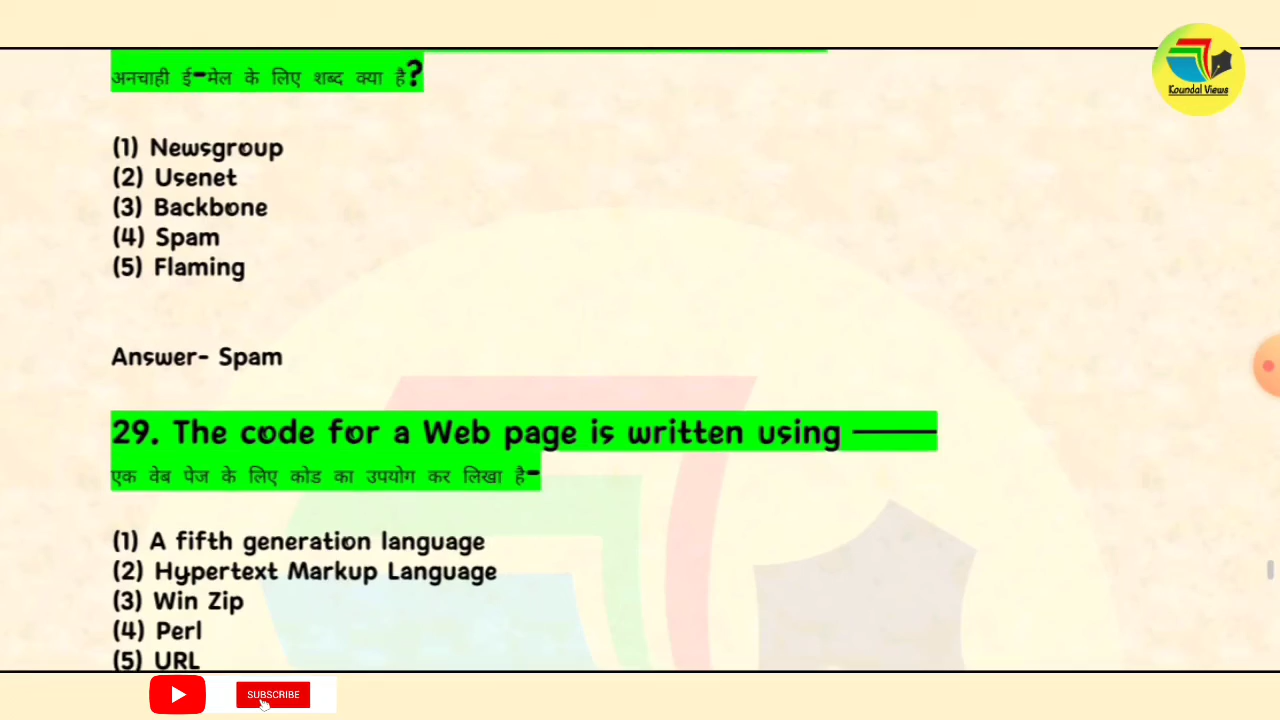 अनचाही ई-मेल के लिए शब्द क्या है?
Koundal Views
(1) Newsgroup
(2) Usenet
(3) Backbone
(4) Spam
(5) Flaming
Answer- Spam
29. The code for a Web page is written using ———
एक वेब पेज के लिए कोड का उपयोग कर लिखा है-
(1) A fifth generation language
(2) Hypertext Markup Language
(3) Win Zip
(4) Perl
(5) URL
SUBSCRIBE